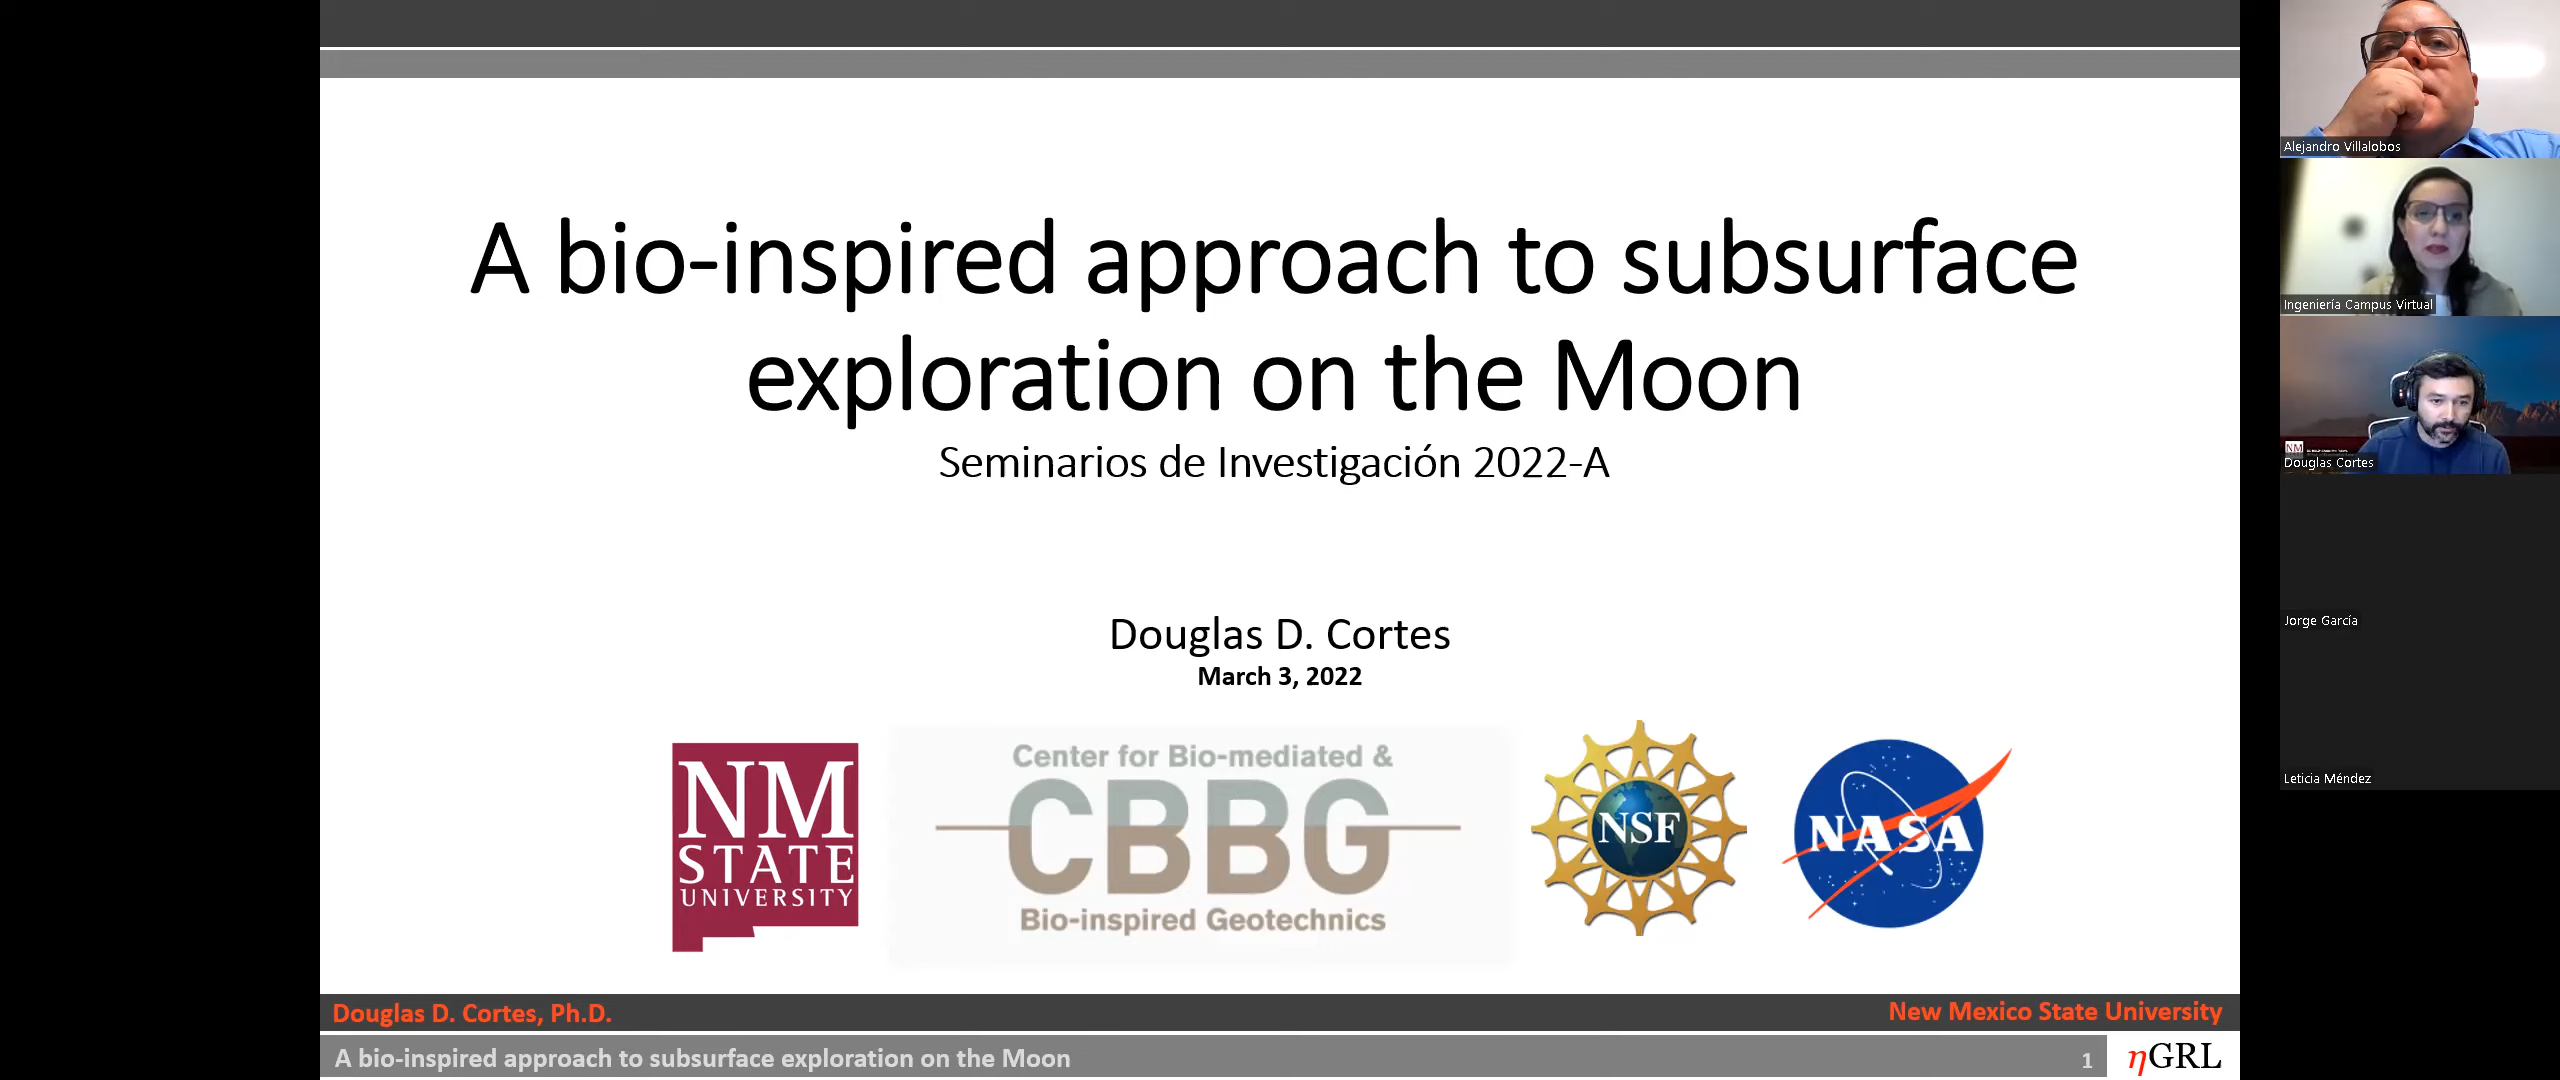 A bio-inspired approach to subsurface
exploration on the Moon
Seminarios de Investigación 2022-A
Douglas D. Cortes
March 3, 2022
NM
STATE
UNIVERSITY
Center for Bio-mediated &
CBBG
Bio-inspired Geotechnics
NSF
NASA
Douglas D. Cortes, Ph.D.
New Mexico State University
A bio-inspired approach to subsurface exploration on the Moon
1
ηGRL
Alejandro Villalobos
Ingeniería Campus Virtual
NM
Douglas Cortes
Jorge García
Leticia Méndez